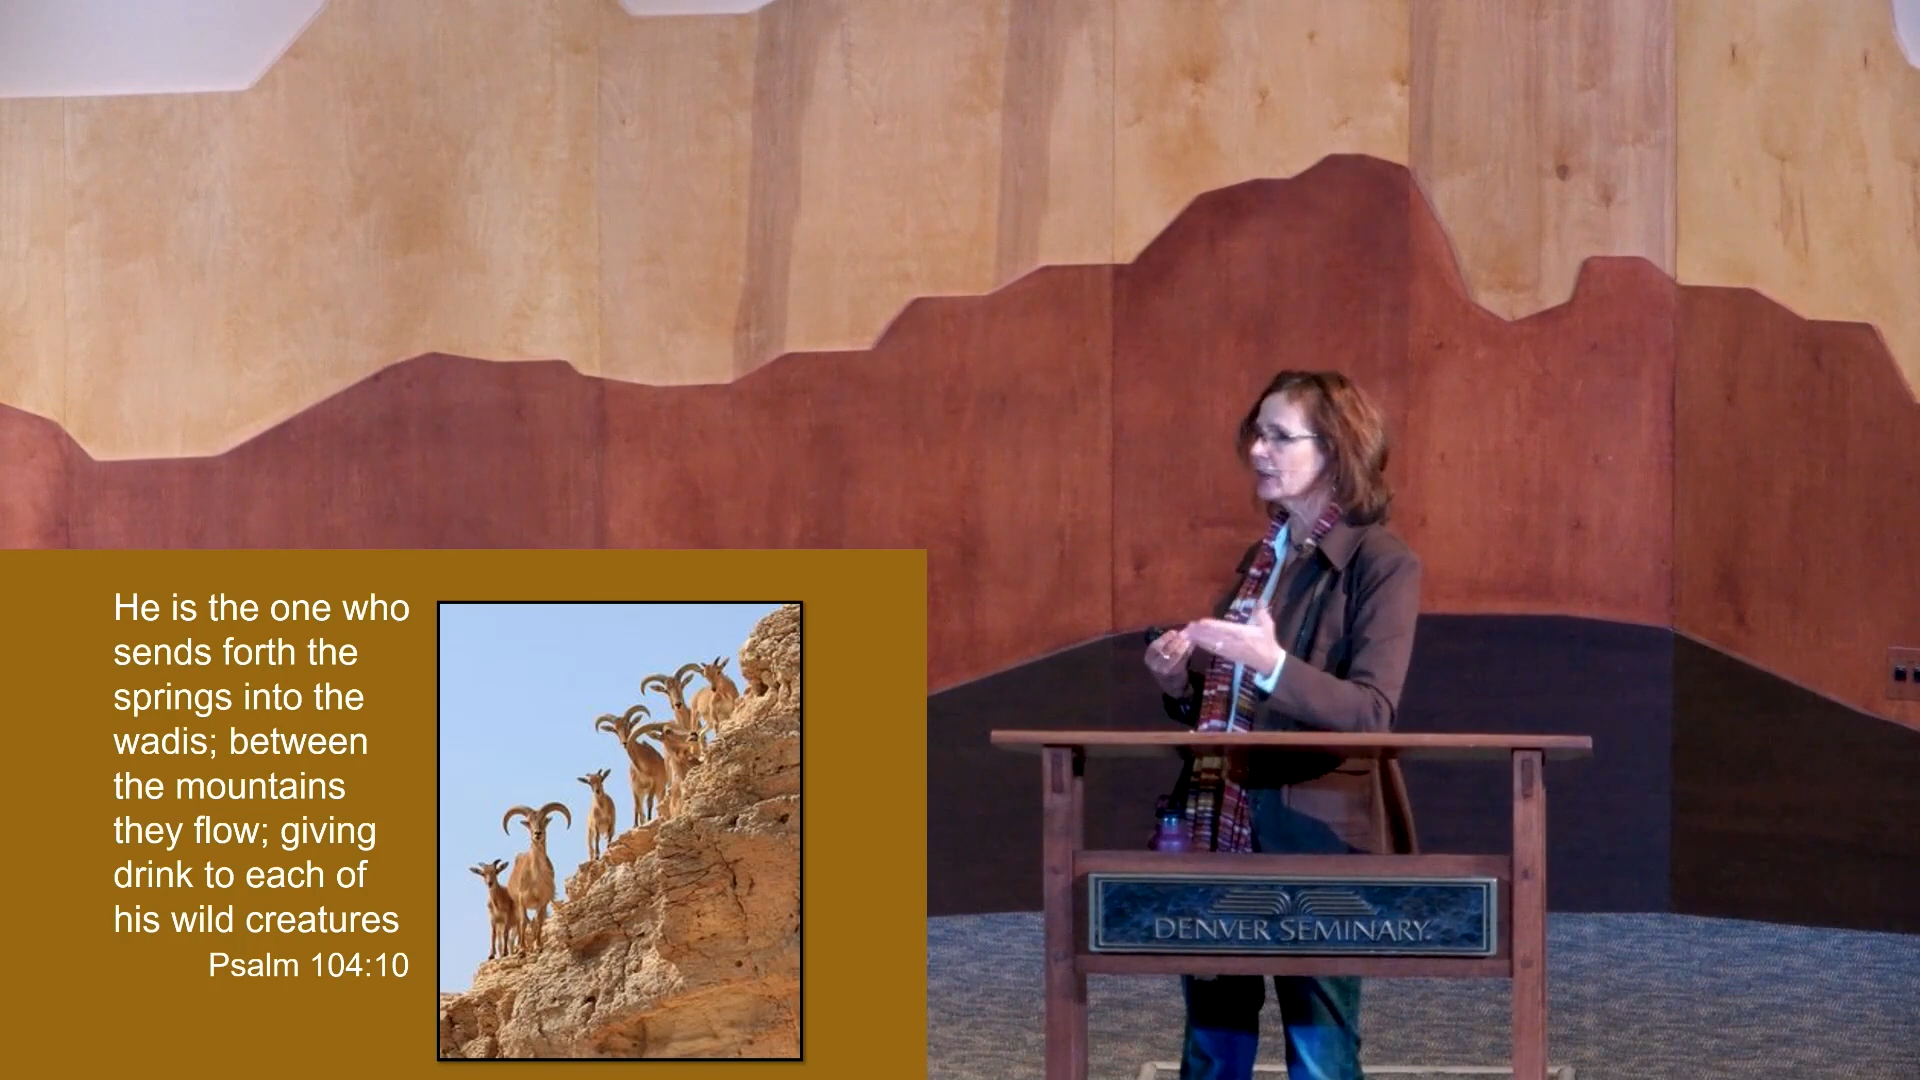 He is the one who
sends forth the
springs into the
wadis; between
the mountains
they flow; giving
drink to each of
his wild creatures
Psalm 104:10
DENVER SEMINARY